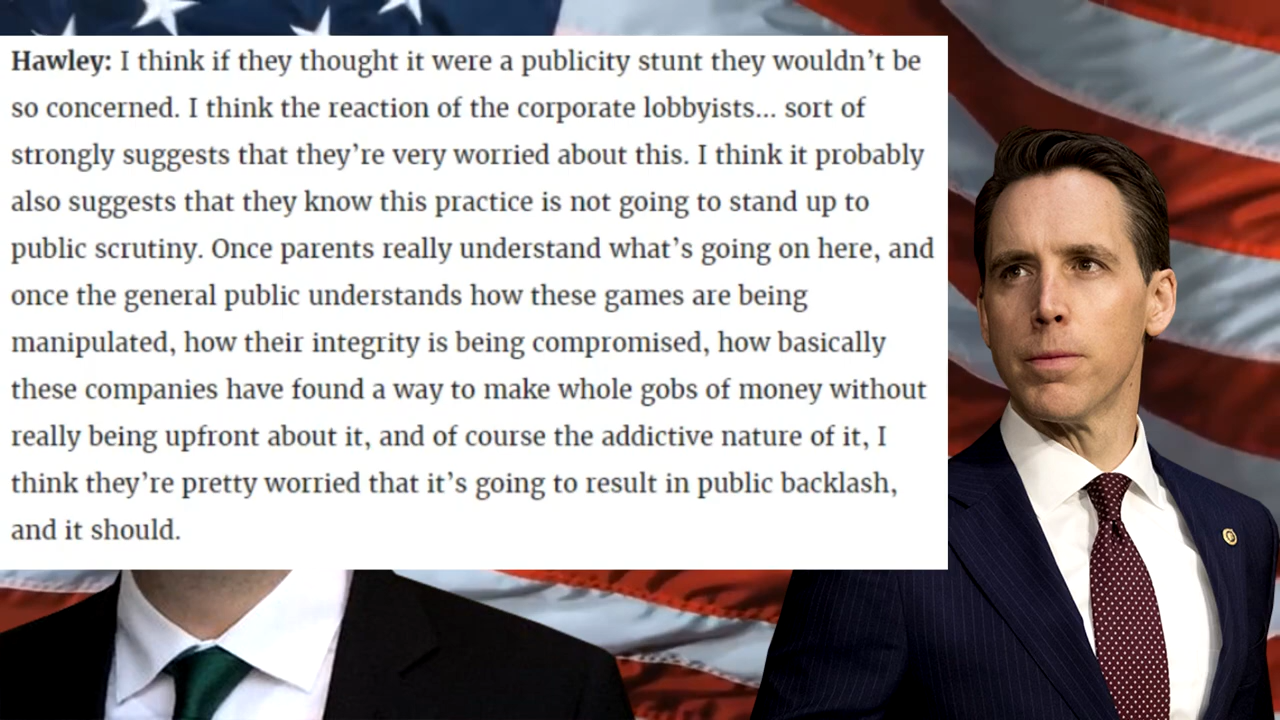 Hawley: I think if they thought it were a publicity stunt they wouldn’t be
so concerned. I think the reaction of the corporate lobbyists... sort of
strongly suggests that they’re very worried about this. I think it probably
also suggests that they know this practice is not going to stand up to
public scrutiny. Once parents really understand what’s going on here, and
once the general public understands how these games are being
manipulated, how their integrity is being compromised, how basically
these companies have found a way to make whole gobs of money without
really being upfront about it, and of course the addictive nature of it, I
think they’re pretty worried that it’s going to result in public backlash,
and it should.